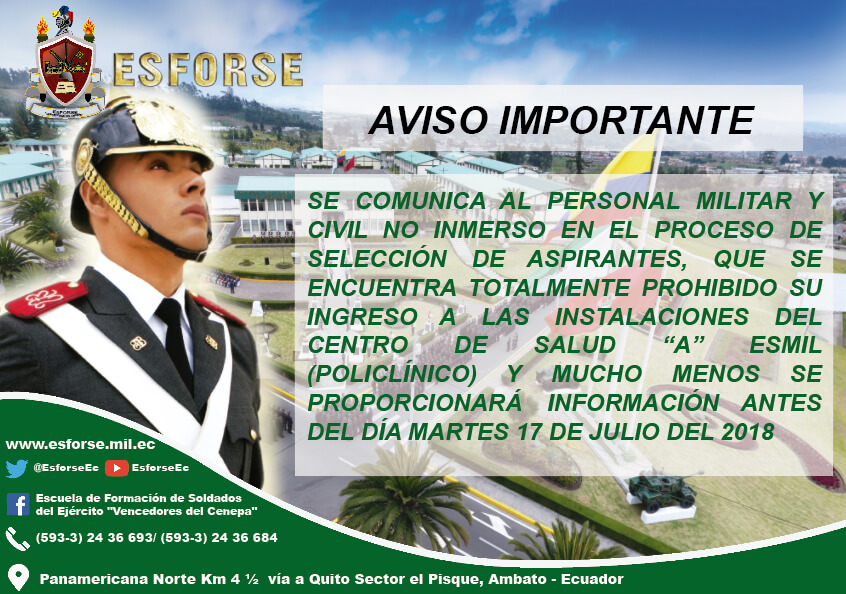 ESFORSE
ESFORSE
AVISO IMPORTANTE
SE COMUNICA AL PERSONAL MILITAR Y
CIVIL NO INMERSO EN EL PROCESO DE
SELECCIÓN DE ASPIRANTES, QUE SE
ENCUENTRA TOTALMENTE PROHIBIDO SU
INGRESO A LAS INSTALACIONES DEL
CENTRO DE SALUD “A” ESMIL
(POLICLÍNICO) Y MUCHO MENOS SE
PROPORCIONARÁ INFORMACIÓN ANTES
DEL DÍA MARTES 17 DE JULIO DEL 2018
www.esforse.mil.ec
@EsforseEc EsforseEc
Escuela de Formación de Soldados
del Ejército "Vencedores del Cenepa"
(593-3) 24 36 693/ (593-3) 24 36 684
Panamericana Norte Km 4 ½ vía a Quito Sector el Pisque, Ambato - Ecuador